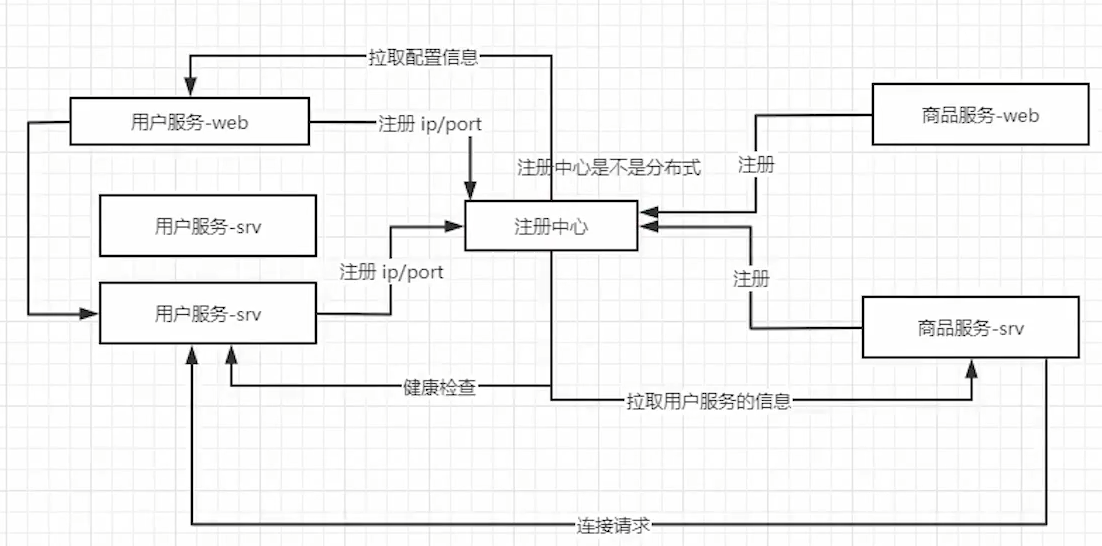 拉取配置信息
用户服务-web
注册 ip/port
商品服务-web
注册中心是不是分布式
注册
用户服务-srv
注册中心
注册 ip/port
注册
用户服务-srv
商品服务-srv
健康检查
拉取用户服务的信息
连接请求